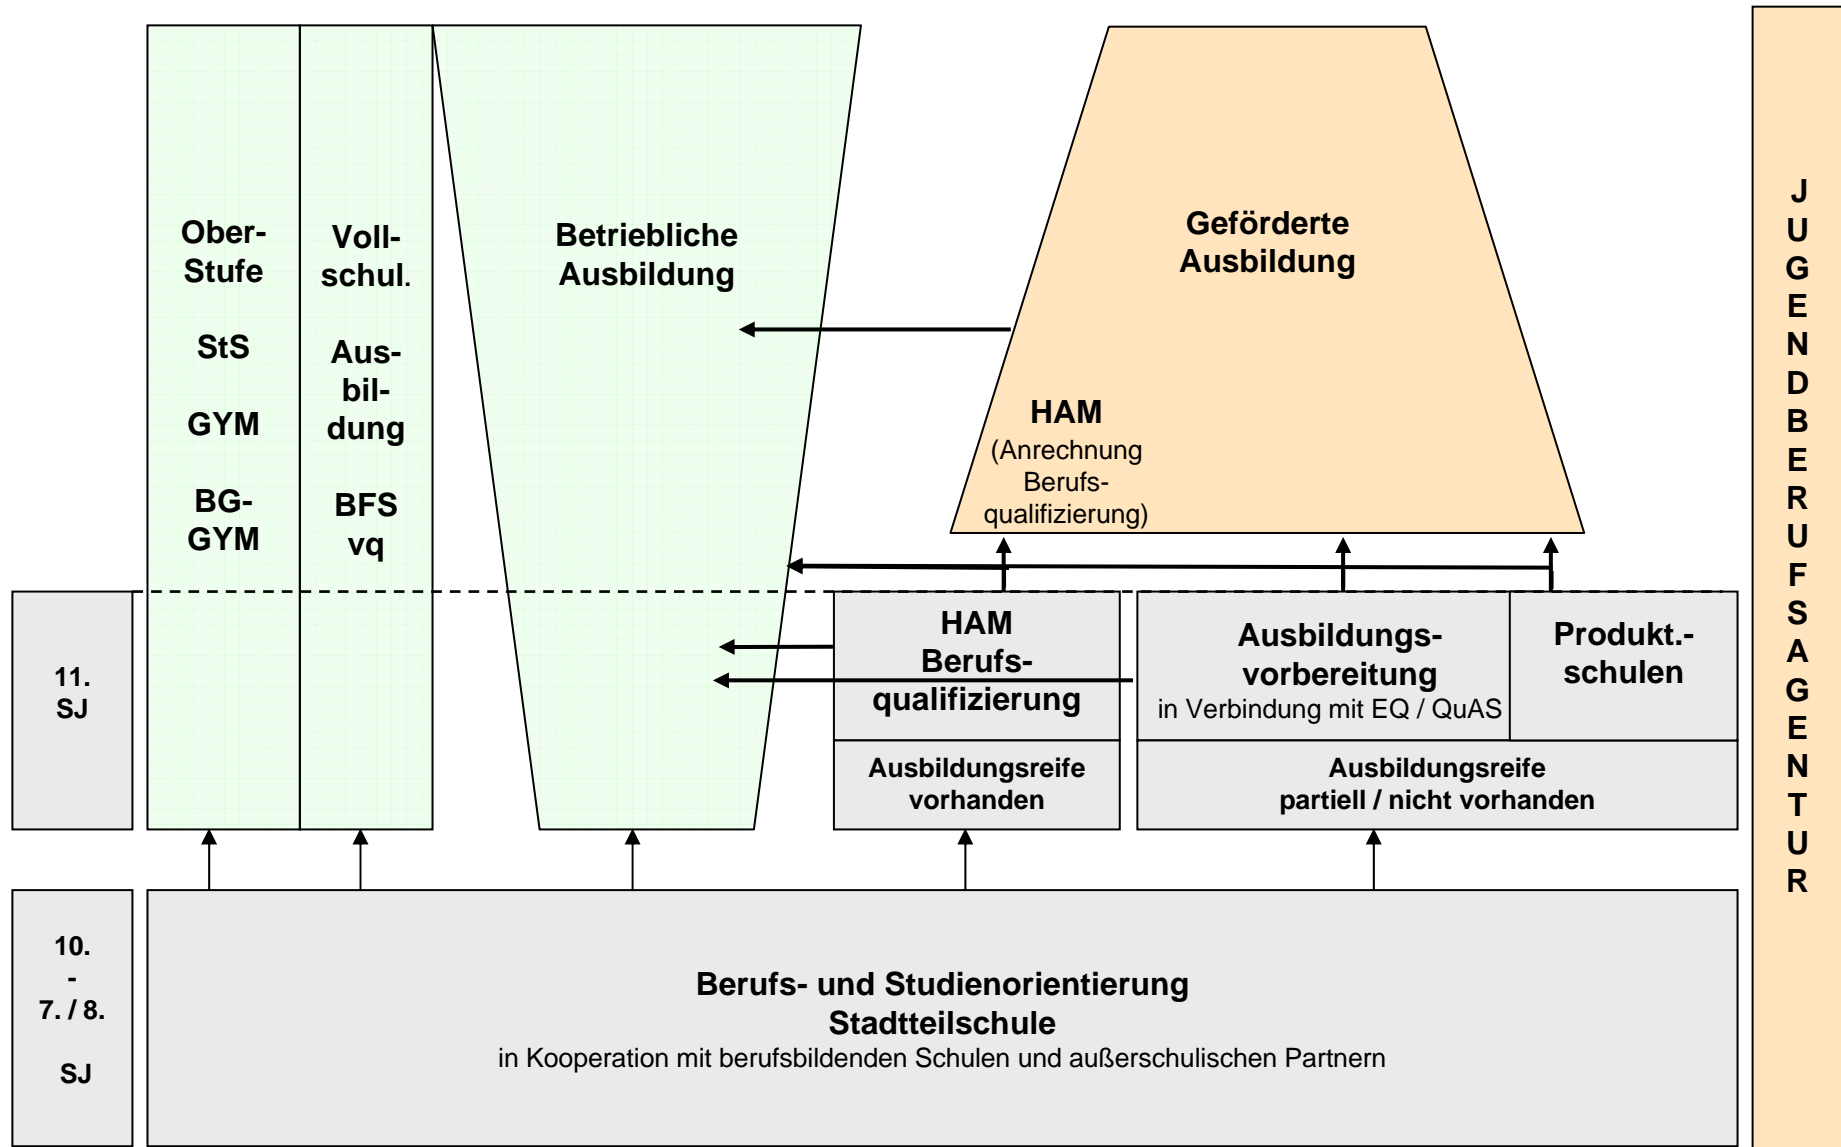 Ober-
Stufe
StS
GYM
BG-
GYM
Voll-
schul.
Aus-
bil-
dung
BFS
vq
Betriebliche
Ausbildung
Geförderte
Ausbildung
HAM
(Anrechnung
Berufs-
qualifizierung)
11.
SJ
HAM
Berufs-
qualifizierung
Ausbildungsreife
vorhanden
Ausbildungs-
vorbereitung
in Verbindung mit EQ / QuAS
Produkt.-
schulen
Ausbildungsreife
partiell / nicht vorhanden
10.
-
7. / 8.
SJ
Berufs- und Studienorientierung
Stadtteilschule
in Kooperation mit berufsbildenden Schulen und außerschulischen Partnern
J
U
G
E
N
D
B
E
R
U
F
S
A
G
E
N
T
U
R